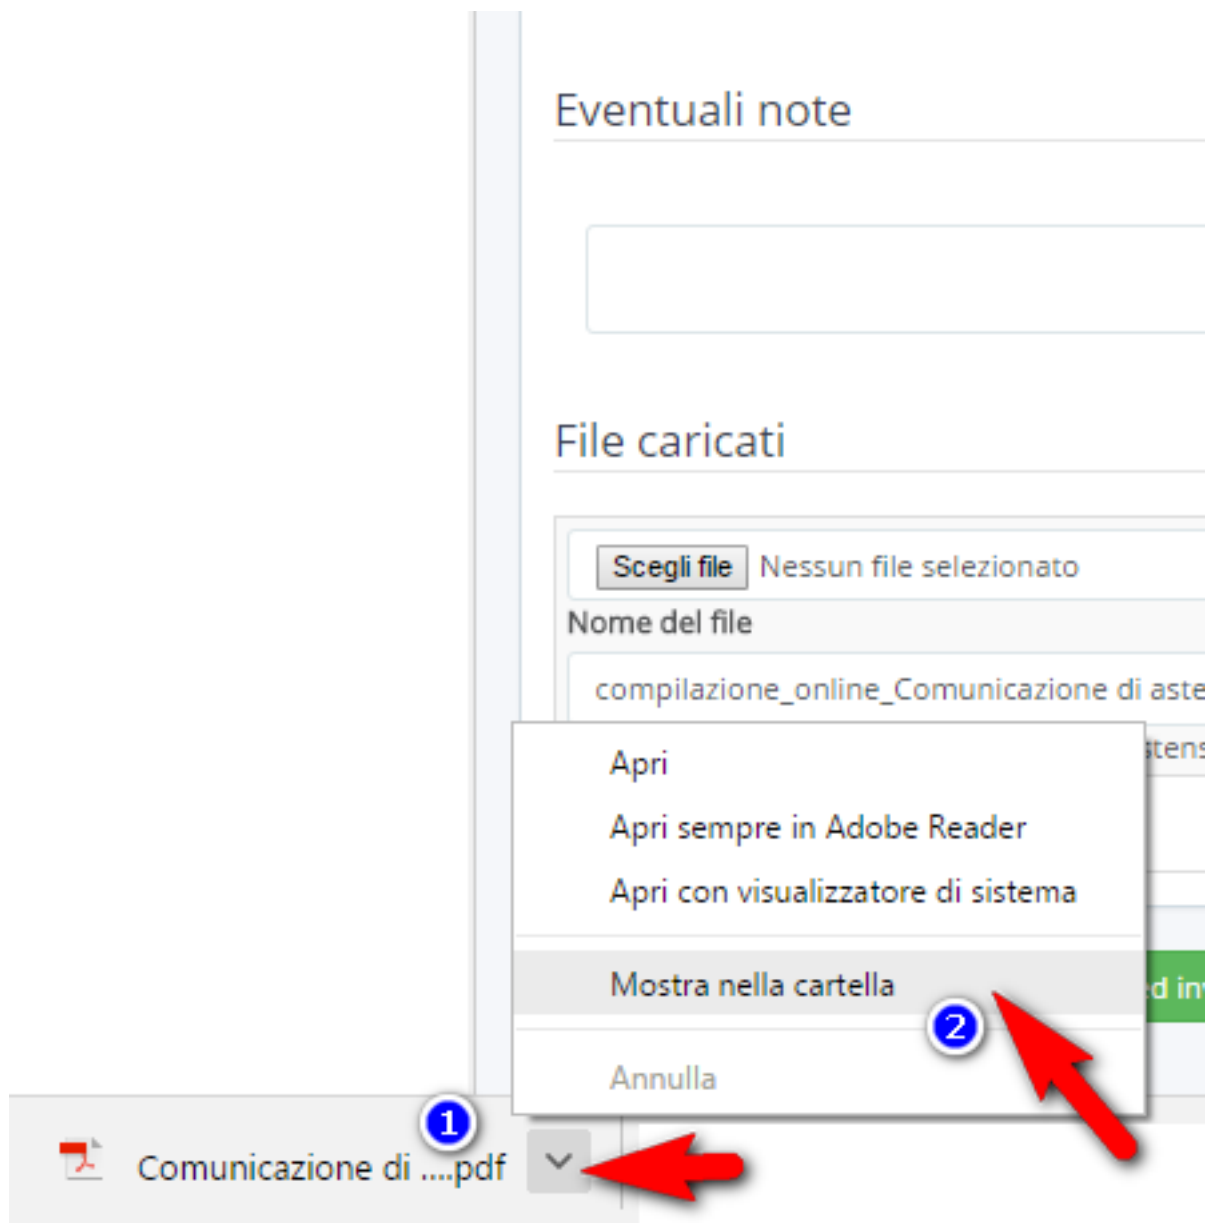 Eventuali note
File caricati
Scegli file Nessun file selezionato
Nome del file
compilazione_online_Comunicazione di aste
Apri
Apri sempre in Adobe Reader
Apri con visualizzatore di sistema
Mostra nella cartella
2
Annulla
1
Comunicazione di ....pdf